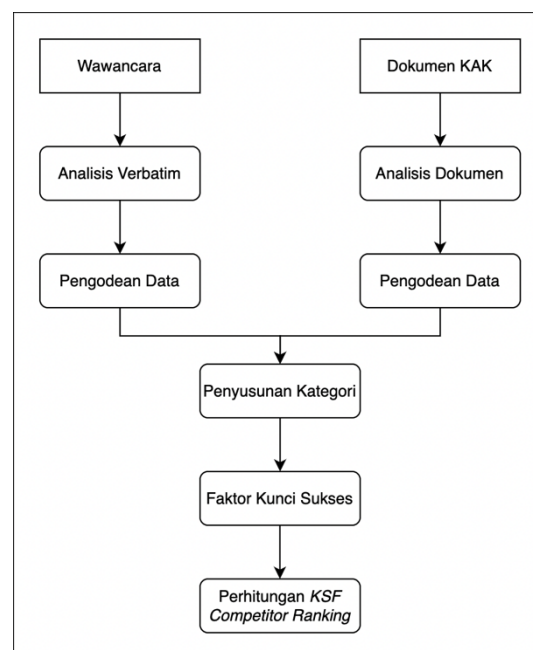 Wawancara
Dokumen KAK
Analisis Verbatim
Analisis Dokumen
Pengodean Data
Pengodean Data
Penyusunan Kategori
Faktor Kunci Sukses
Perhitungan KSF
Competitor Ranking